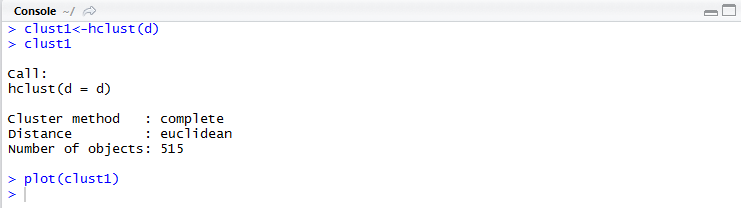 Console ~/
> clust1<-hclust(d)
> clust1
Call:
hclust(d = d)
Cluster method   : complete
Distance         : euclidean
Number of objects: 515
> plot(clust1)
>